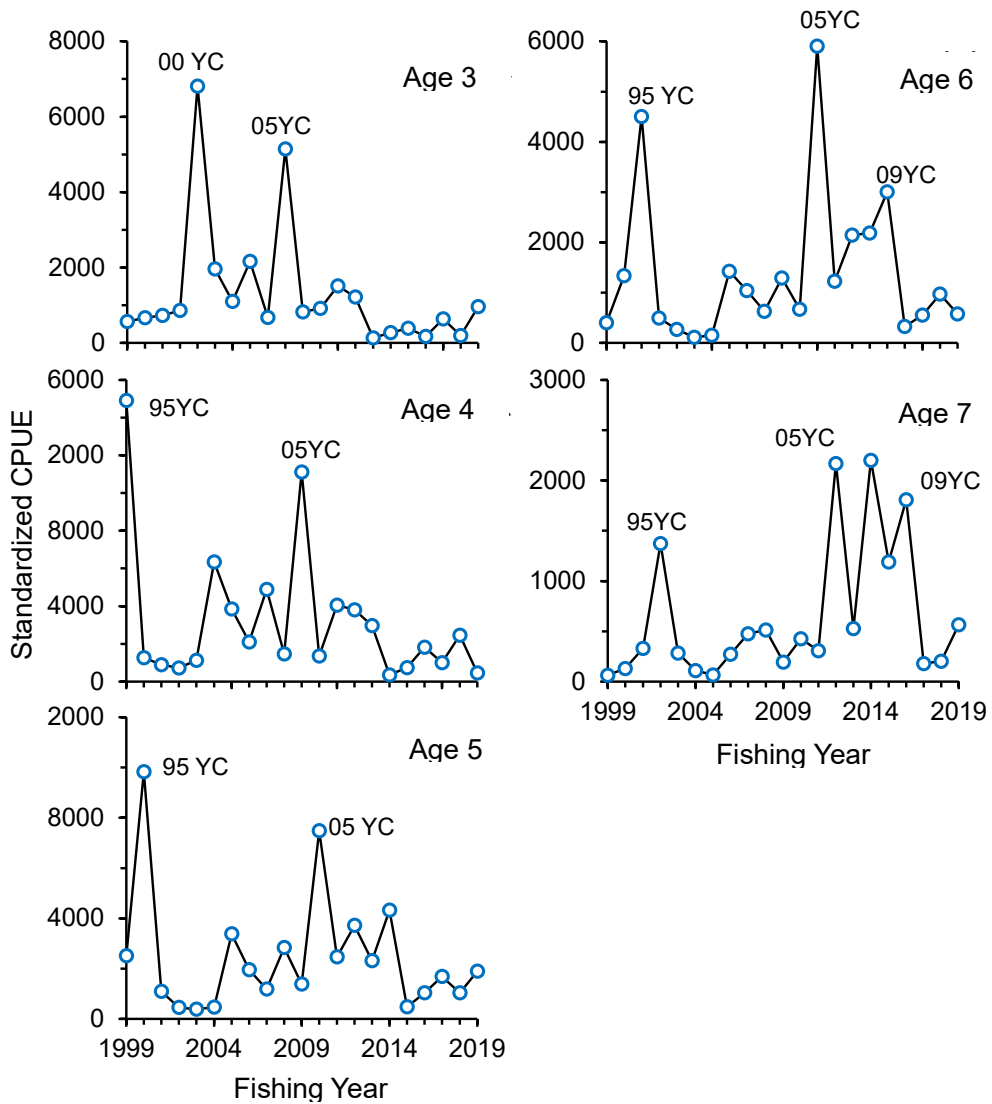 Standardized CPUE
8000
6000
4000
2000
0
00 YC
05YC
Age 3
6000
2000
8000
4000
0
95YC
05YC
Age 4
2000
8000
4000
0
95 YC
05 YC
Age 5
1999 2004 2009 2014 2019
Fishing Year
6000
4000
2000
0
95 YC
05YC
09YC
Age 6
3000
2000
1000
0
95YC
05YC
09YC
Age 7
1999 2004 2009 2014 2019
Fishing Year